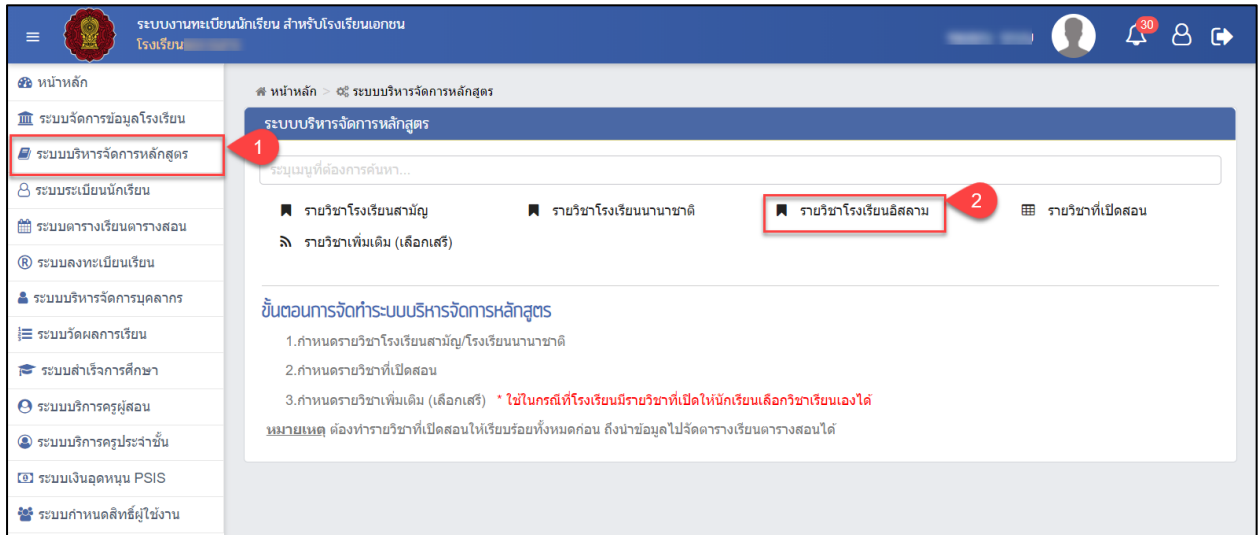 ระบบงานทะเบียนนักเรียน สำหรับโรงเรียนเอกชน
โรงเรียน
30
หน้าหลัก
ระบบจัดการข้อมูลโรงเรียน
ระบบบริหารจัดการหลักสูตร
1
ระบบระเบียนนักเรียน
ระบบตารางเรียนตารางสอน
ระบบลงทะเบียนเรียน
ระบบบริหารจัดการบุคลากร
ระบบวัดผลการเรียน
ระบบสำเร็จการศึกษา
ระบบบริการครูผู้สอน
ระบบบริการครูประจำชั้น
ระบบเงินอุดหนุน PSIS
ระบบกำหนดสิทธิ์ผู้ใช้งาน
หน้าหลัก > ระบบบริหารจัดการหลักสูตร
ระบบบริหารจัดการหลักสูตร
ระบุเมนูที่ต้องการค้นหา...
รายวิชาโรงเรียนสามัญ
รายวิชาโรงเรียนนานาชาติ
รายวิชาโรงเรียนอิสลาม
2
รายวิชาที่เปิดสอน
รายวิชาเพิ่มเติม (เลือกเสรี)
ขั้นตอนการจัดทำระบบบริหารจัดการหลักสูตร
1.กำหนดรายวิชาโรงเรียนสามัญ/โรงเรียนนานาชาติ
2.กำหนดรายวิชาที่เปิดสอน
3.กำหนดรายวิชาเพิ่มเติม (เลือกเสรี) * ใช้ในกรณีที่โรงเรียนมีรายวิชาที่เปิดให้นักเรียนเลือกวิชาเรียนเองได้
หมายเหตุ ต้องทำรายวิชาที่เปิดสอนให้เรียบร้อยทั้งหมดก่อน ถึงนำข้อมูลไปจัดตารางเรียนตารางสอนได้